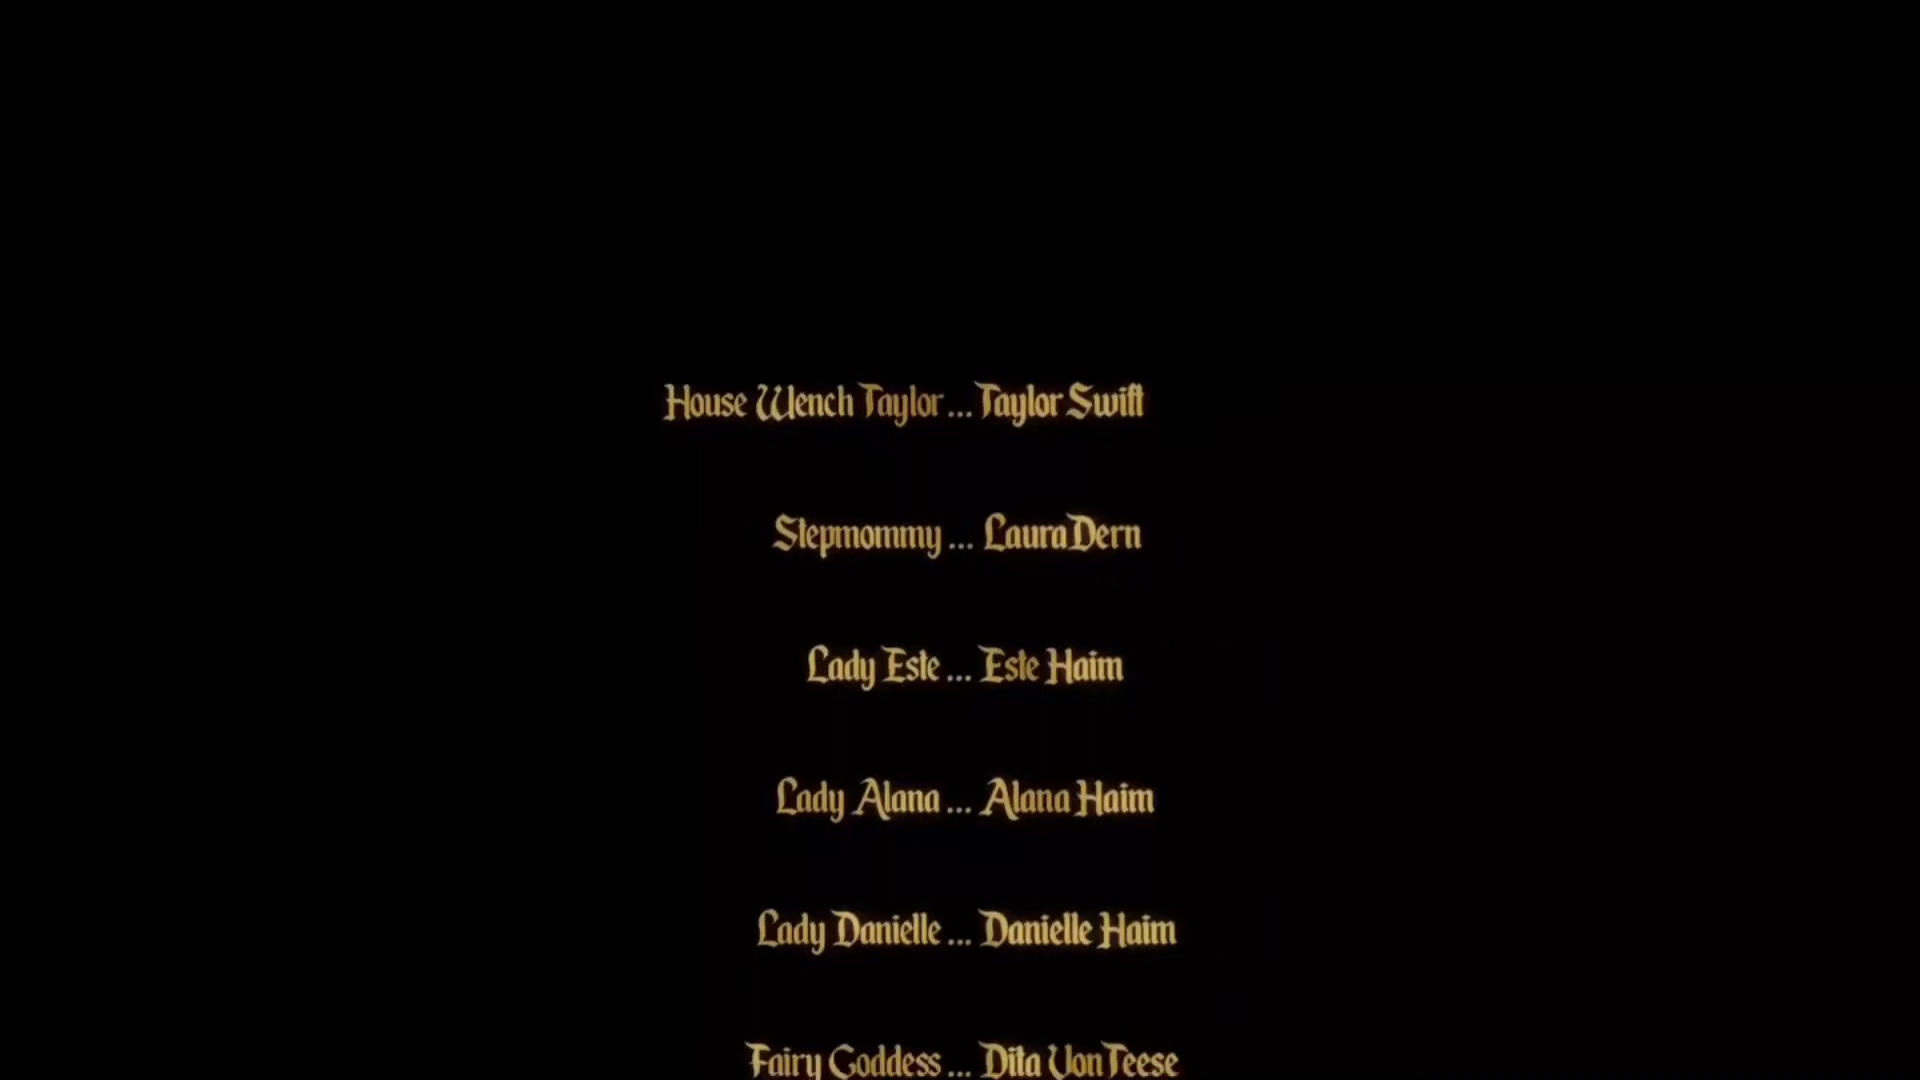 House Wench Taylor ... Taylor Swift
Stepmommy ... Laura Dern
Lady Este ... Este Haim
Lady Alana ... Alana Haim
Lady Danielle ... Danielle Haim
Fairy Goddess ... Dita Von Teese